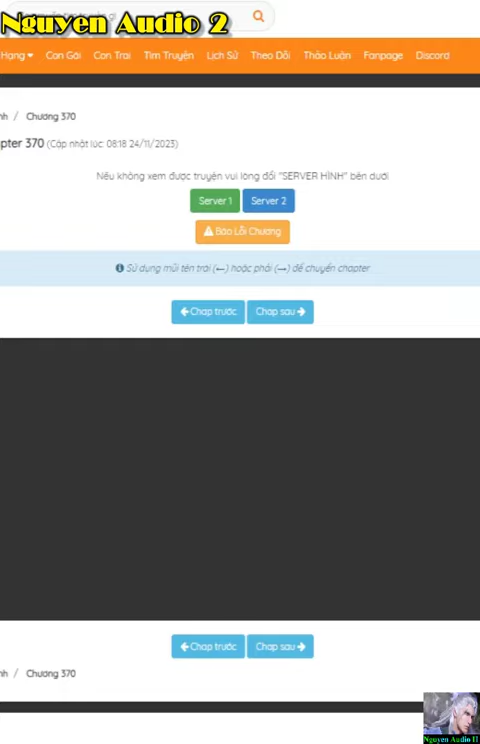 Nguyen Audio 2
Hạng Con Gái Con Trai Tìm Truyện Lịch Sử Theo Dõi Thảo Luận Fanpage Discord
nh / Chương 370
pter 370 (Cập nhật lúc: 08:18 24/11/2023)
Nếu không xem được truyện vui lòng đổi "SERVER HÌNH" bên dưới
Server 1 Server 2
Báo Lỗi Chương
Sử dụng mũi tên trái (←) hoặc phải (→) để chuyển chapter
Chap trước Chap sau
Chap trước Chap sau
nh / Chương 370
Nguyen Audio II